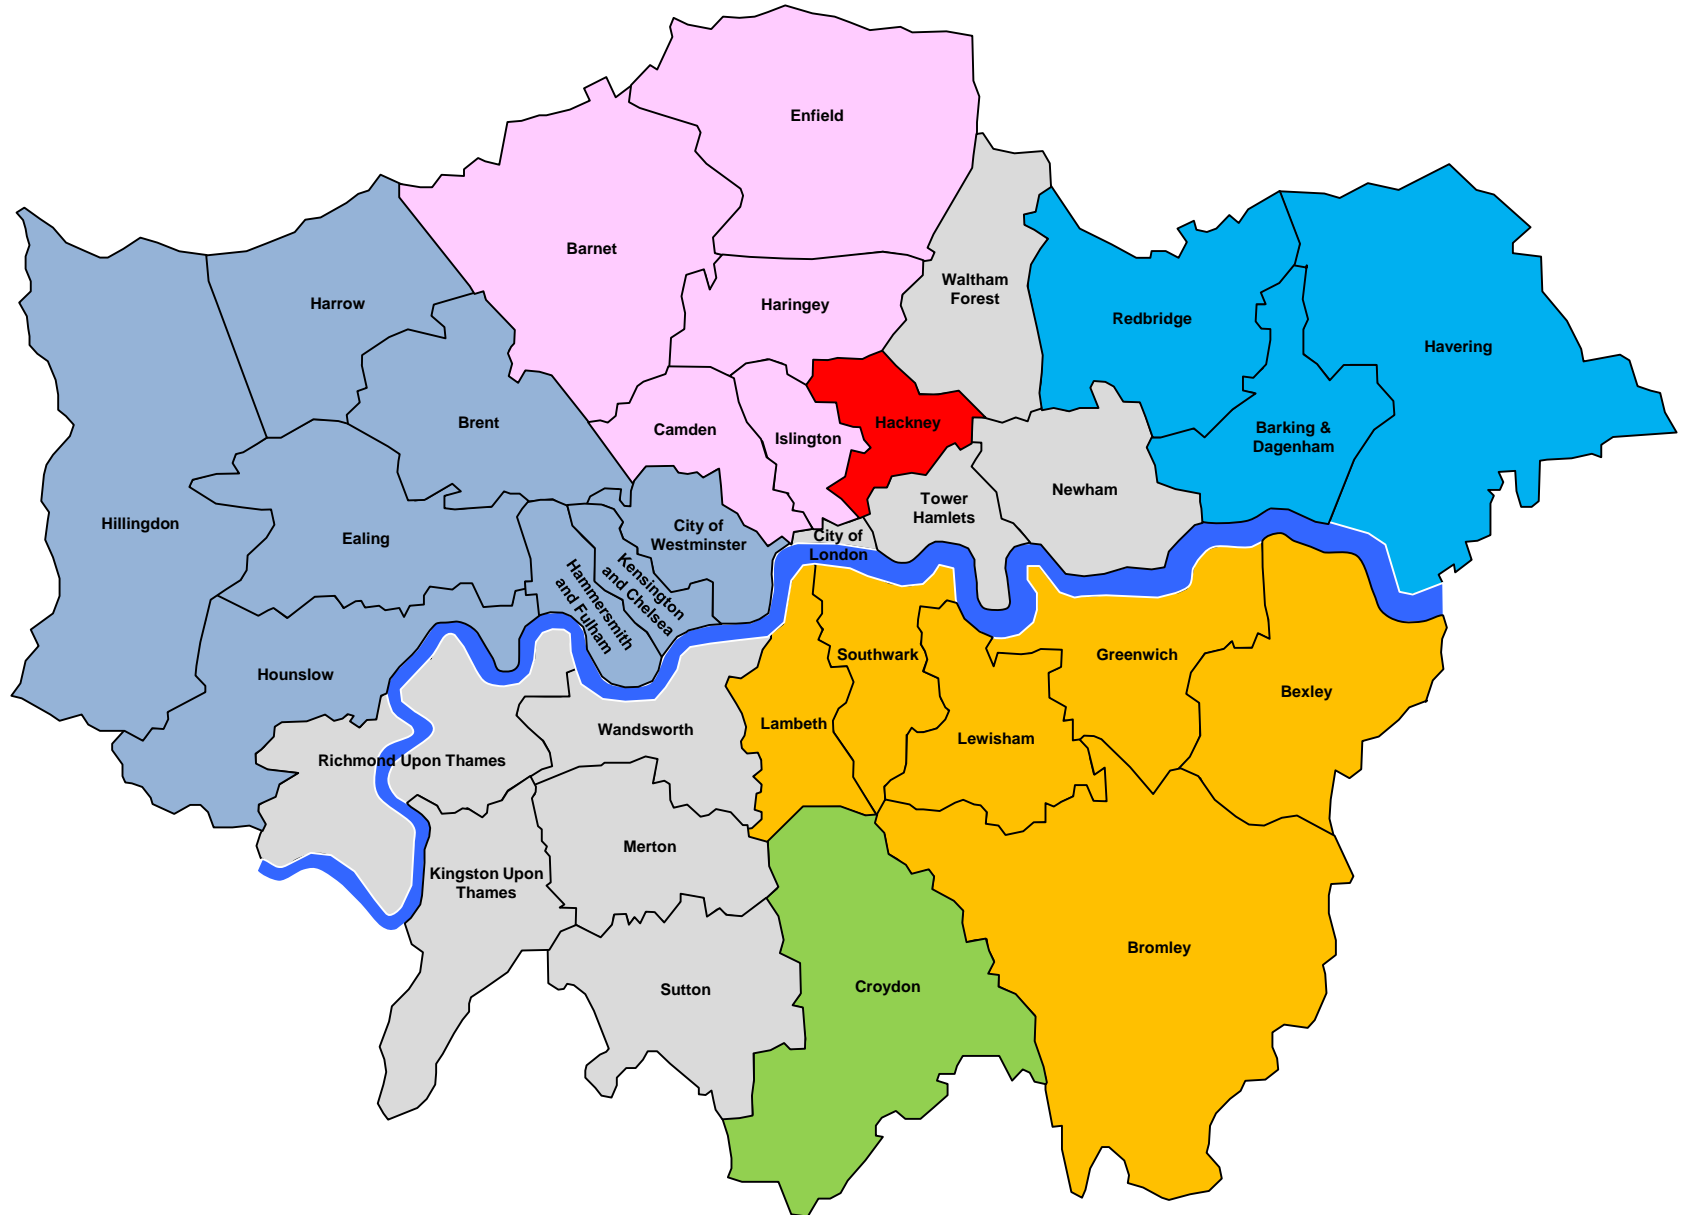 Enfield
Barnet
Waltham
Forest
Harrow
Haringey
Redbridge
Havering
Brent
Camden
Islington
Hackney
Barking &
Dagenham
Newham
Tower
Hamlets
Hillingdon
Ealing
City of
Westminster
City of
London
Kensington
and Chelsea
Hammersmith
and Fulham
Hounslow
Southwark
Greenwich
Bexley
Lambeth
Wandsworth
Lewisham
Richmond Upon Thames
Merton
Kingston Upon
Thames
Bromley
Sutton
Croydon